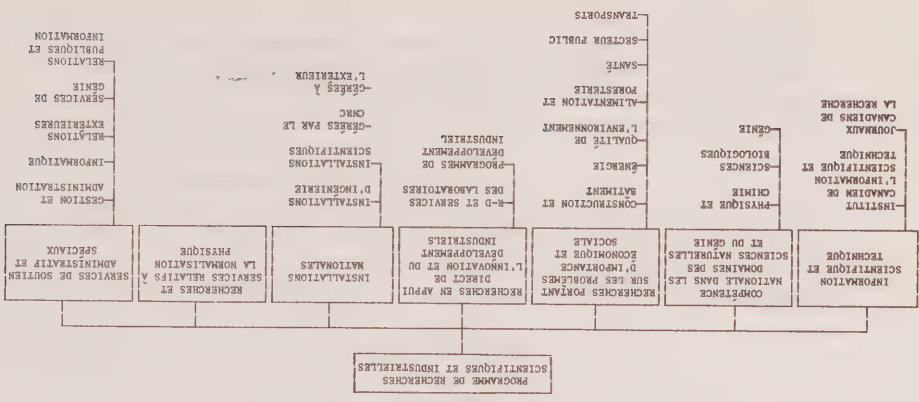 PROGRAMME DE RECHERCHES
SCIENTIFIQUES ET INDUSTRIELLES
INFORMATION
SCIENTIFIQUE ET
TECHNIQUE
INSTITUT
CANADIEN DE
L'INFORMATION
SCIENTIFIQUE ET
TECHNIQUE
JOURNAUX
CANADIENS DE
LA RECHERCHE
COMPÉTENCE
NATIONALE DANS LES
DOMAINES DES
SCIENCES NATURELLES
ET DU GÉNIE
PHYSIQUE ET
CHIMIE
SCIENCES
BIOLOGIQUES
GÉNIE
RECHERCHES PORTANT
SUR LES PROBLÈMES
D'IMPORTANCE
ÉCONOMIQUE ET
SOCIALE
CONSTRUCTION ET
BÂTIMENT
ÉNERGIE
QUALITÉ DE
L'ENVIRONNEMENT
ALIMENTATION ET
FORESTERIE
SANTÉ
SECTEUR PUBLIC
TRANSPORTS
RECHERCHES EN APPUI
DIRECT DE
L'INNOVATION ET DU
DÉVELOPPEMENT
INDUSTRIELS
R-D ET SERVICES
DES LABORATOIRES
PROGRAMMES DE
DÉVELOPPEMENT
INDUSTRIEL
INSTALLATIONS
NATIONALES
INSTALLATIONS
D'INGÉNIERIE
INSTALLATIONS
SCIENTIFIQUES
-GÉRÉES PAR LE
CNRC
-GÉRÉES À
L'EXTÉRIEUR
RECHERCHES ET
SERVICES RELATIFS À
LA NORMALISATION
PHYSIQUE
SERVICES DE SOUTIEN
ADMINISTRATIF ET
SPÉCIAUX
GESTION ET
ADMINISTRATION
INFORMATIQUE
RELATIONS
EXTÉRIEURES
SERVICES DE
GÉNIE
RELATIONS
PUBLIQUES ET
INFORMATION